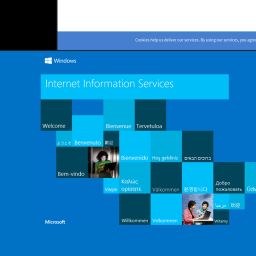 Cookies help us deliver our services. By using our services, you agree
Windows
Internet Information Services
Welcome
Bienvenue
Tervetuloa
ようこそ
Benvenuto
歡迎
Bienvenido
Hoş geldiniz
ברוכים הבאים
Bem-vindo
Vítejte
Καλώς
ορίσατε
Välkommen
환영합니다
Добро
пожаловать
Üdv
مرحبا
欢迎
Willkommen
Velkommen
Witamy
Microsoft